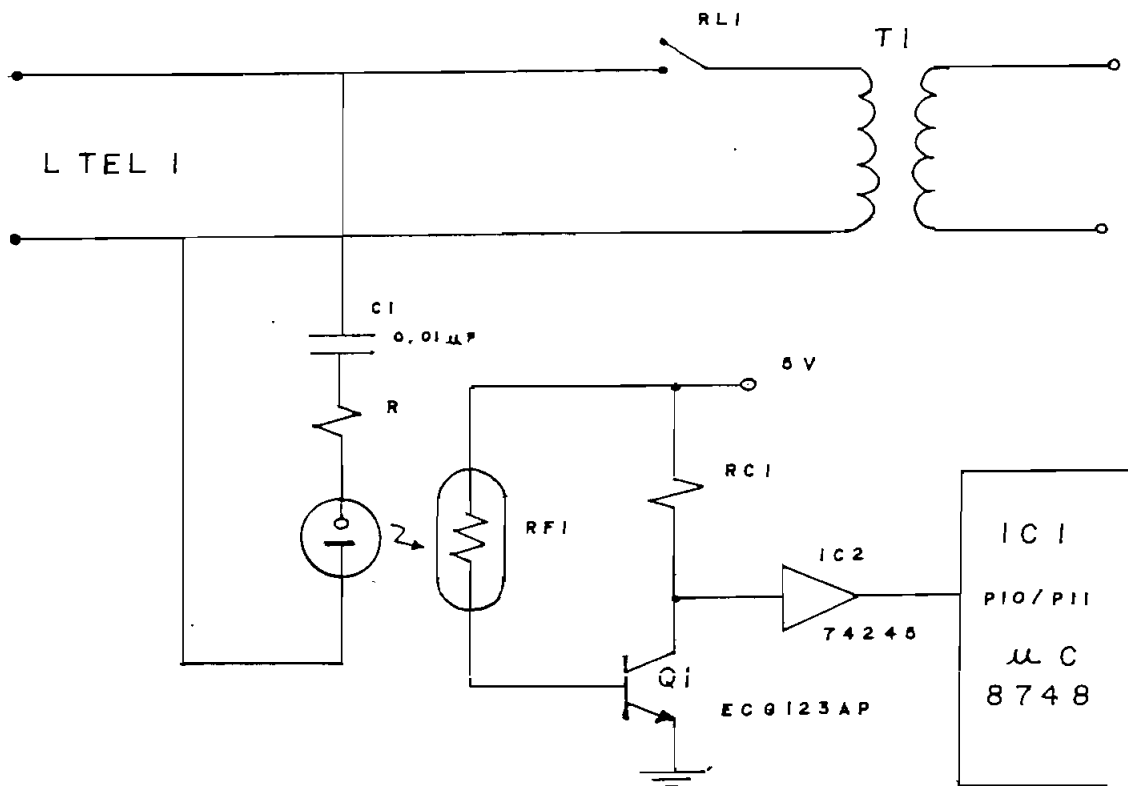 RL1
T1
L TEL 1
C1
0.01 µF
R
5 V
RC1
RF1
IC2
74245
IC1
P10/P11
µC
8748
Q1
ECG123AP